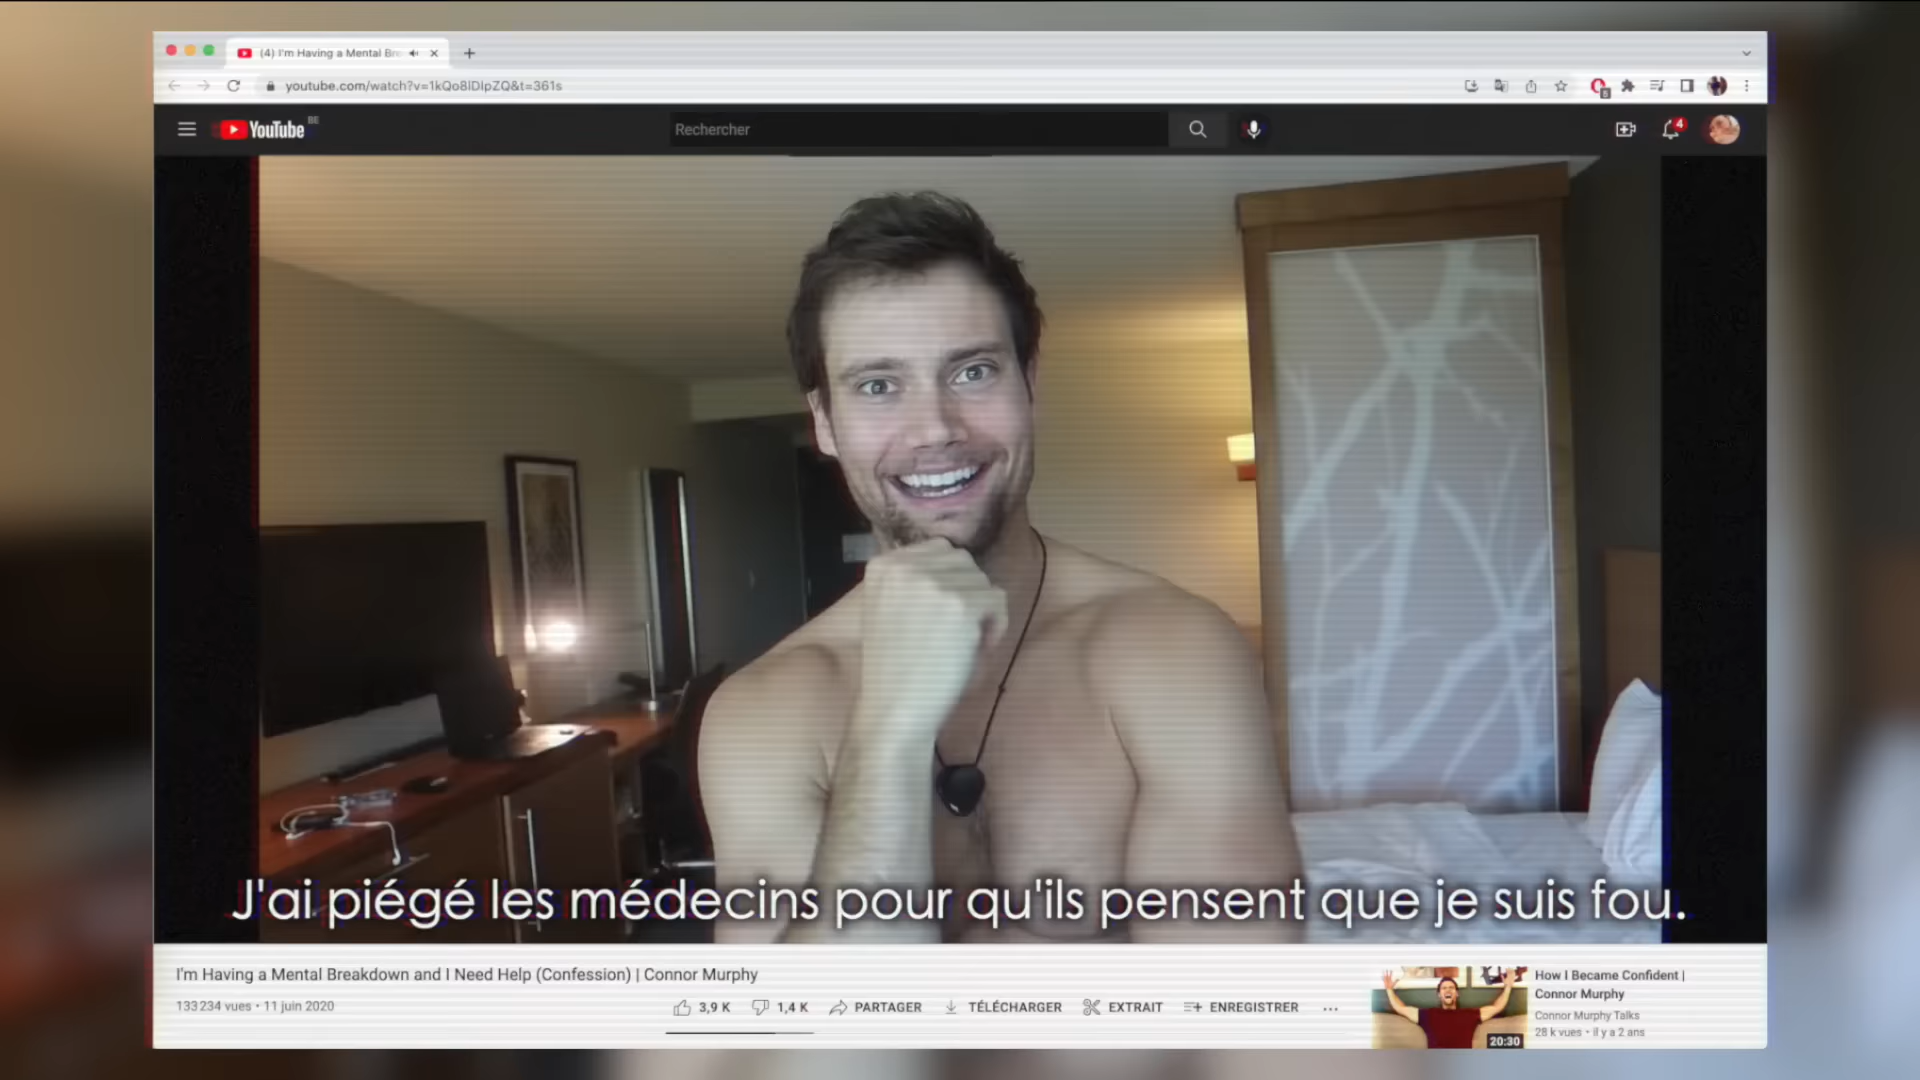 (4) I'm Having a Mental Bre
youtube.com/watch?v=1kQo8IDIpZQ&t=361s
YouTube BE
Rechercher
4
J'ai piégé les médecins pour qu'ils pensent que je suis fou.
I'm Having a Mental Breakdown and I Need Help (Confession) | Connor Murphy
133 234 vues • 11 juin 2020
3,9 K
1,4 K
PARTAGER
TÉLÉCHARGER
EXTRAIT
ENREGISTRER
How I Became Confident |
Connor Murphy
Connor Murphy Talks
28 k vues • il y a 2 ans
20:30